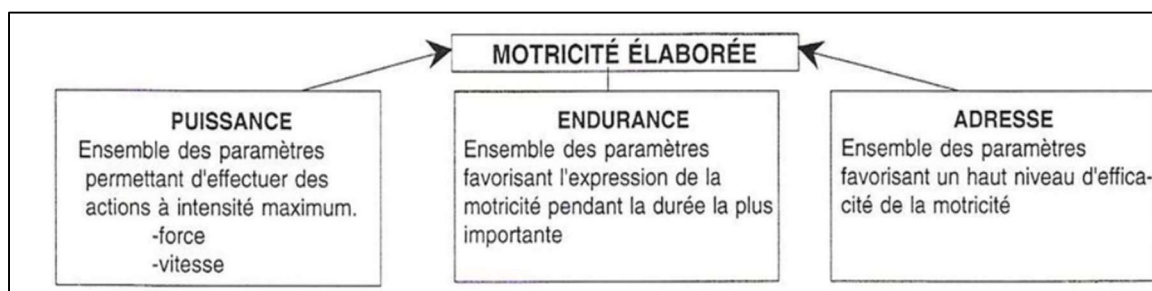 MOTRICITÉ ÉLABORÉE
PUISSANCE
Ensemble des paramètres
permettant d'effectuer des
actions à intensité maximum.
-force
-vitesse
ENDURANCE
Ensemble des paramètres
favorisant l'expression de la
motricité pendant la durée la plus
importante
ADRESSE
Ensemble des paramètres
favorisant un haut niveau d'effica-
cité de la motricité